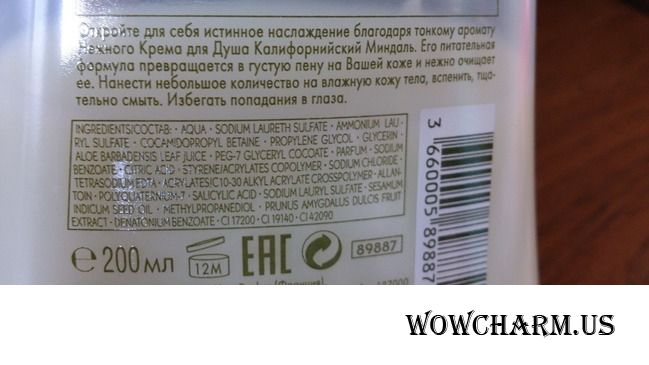 Откройте для себя истинное наслаждение благодаря тонкому аромату
Нежного Крема для Душа Калифорнийский Миндаль. Его питательная
формула превращается в густую пену на Вашей коже и нежно очищает
ее. Нанести небольшое количество на влажную кожу тела, вспенить, тща-
тельно смыть. Избегать попадания в глаза.
INGREDIENTS/СОСТАВ: • AQUA • SODIUM LAURETH SULFATE • AMMONIUM LAU-
RYL SULFATE • COCAMIDOPROPYL BETAINE • PROPYLENE GLYCOL • GLYCERIN •
ALOE BARBADENSIS LEAF JUICE • PEG-7 GLYCERYL COCOATE • PARFUM • SODIUM
BENZOATE • CITRIC ACID • STYRENE/ACRYLATES COPOLYMER • SODIUM CHLORIDE •
TETRASODIUM EDTA • ACRYLATES/C10-30 ALKYL ACRYLATE CROSSPOLYMER • ALLAN-
TOIN • POLYQUATERNIUM-7 • SALICYLIC ACID • SODIUM LAURYL SULFATE • SESAMUM
INDICUM SEED OIL • METHYLPROPANEDIOL • PRUNUS AMYGDALUS DULCIS FRUIT
EXTRACT • DENATONIUM BENZOATE • CI 17200 • CI 19140 • CI 42090
3 660005 89887
℮ 200 мл 12M EAC 89887
(Франция).
WOWCHARM.US